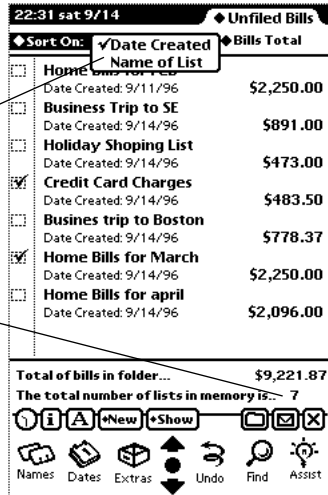 22:31 sat 9/14 ◆Unfiled Bills
◆Sort On: ✓Date Created ◆Bills Total
Name of List
Home Bills for Feb
Date Created: 9/11/96 $2,250.00
Business Trip to SE
Date Created: 9/14/96 $891.00
Holiday Shoping List
Date Created: 9/14/96 $473.00
Credit Card Charges
Date Created: 9/14/96 $483.50
Busines trip to Boston
Date Created: 9/14/96 $778.37
Home Bills for March
Date Created: 9/14/96 $2,250.00
Home Bills for april
Date Created: 9/14/96 $2,096.00
Total of bills in folder... $9,221.87
The total number of lists in memory is.. 7
i A ◆New ◆Show X
Names Dates Extras Undo Find Assist